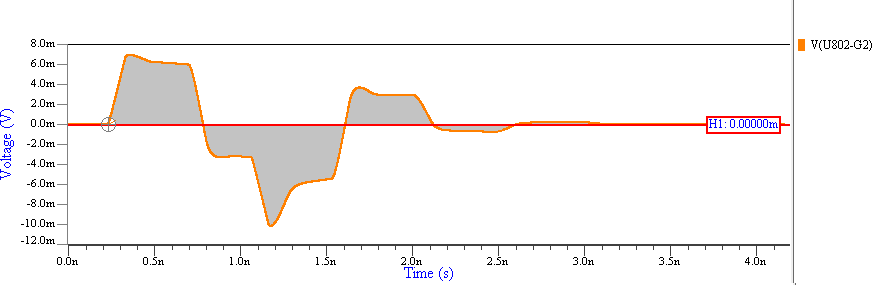 V(U802-G2)
8.0m
6.0m
4.0m
2.0m
0.0m
-2.0m
-4.0m
-6.0m
-8.0m
-10.0m
-12.0m
Voltage (V)
H1: 0.00000m
0.0n 0.5n 1.0n 1.5n 2.0n 2.5n 3.0n 3.5n 4.0n
Time (s)